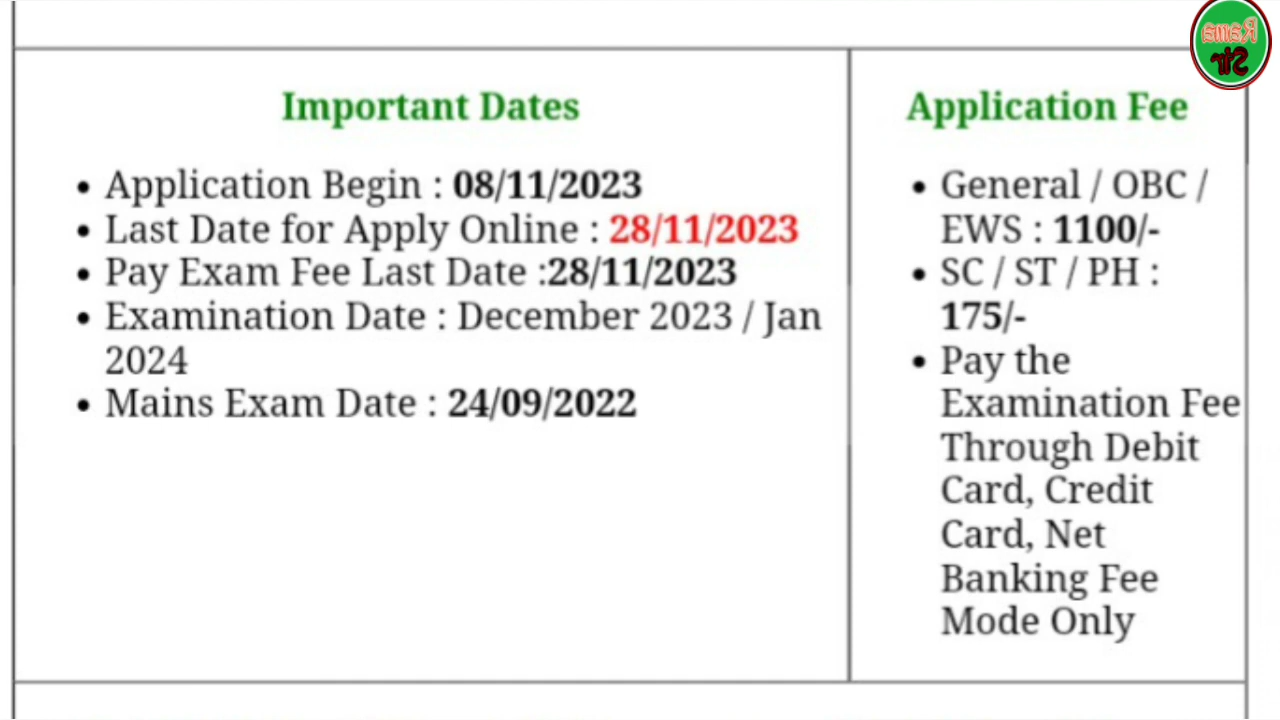 Important Dates
Application Begin : 08/11/2023
Last Date for Apply Online : 28/11/2023
Pay Exam Fee Last Date :28/11/2023
Examination Date : December 2023 / Jan
2024
Mains Exam Date : 24/09/2022
Application Fee
General / OBC /
EWS : 1100/-
SC / ST / PH :
175/-
Pay the
Examination Fee
Through Debit
Card, Credit
Card, Net
Banking Fee
Mode Only